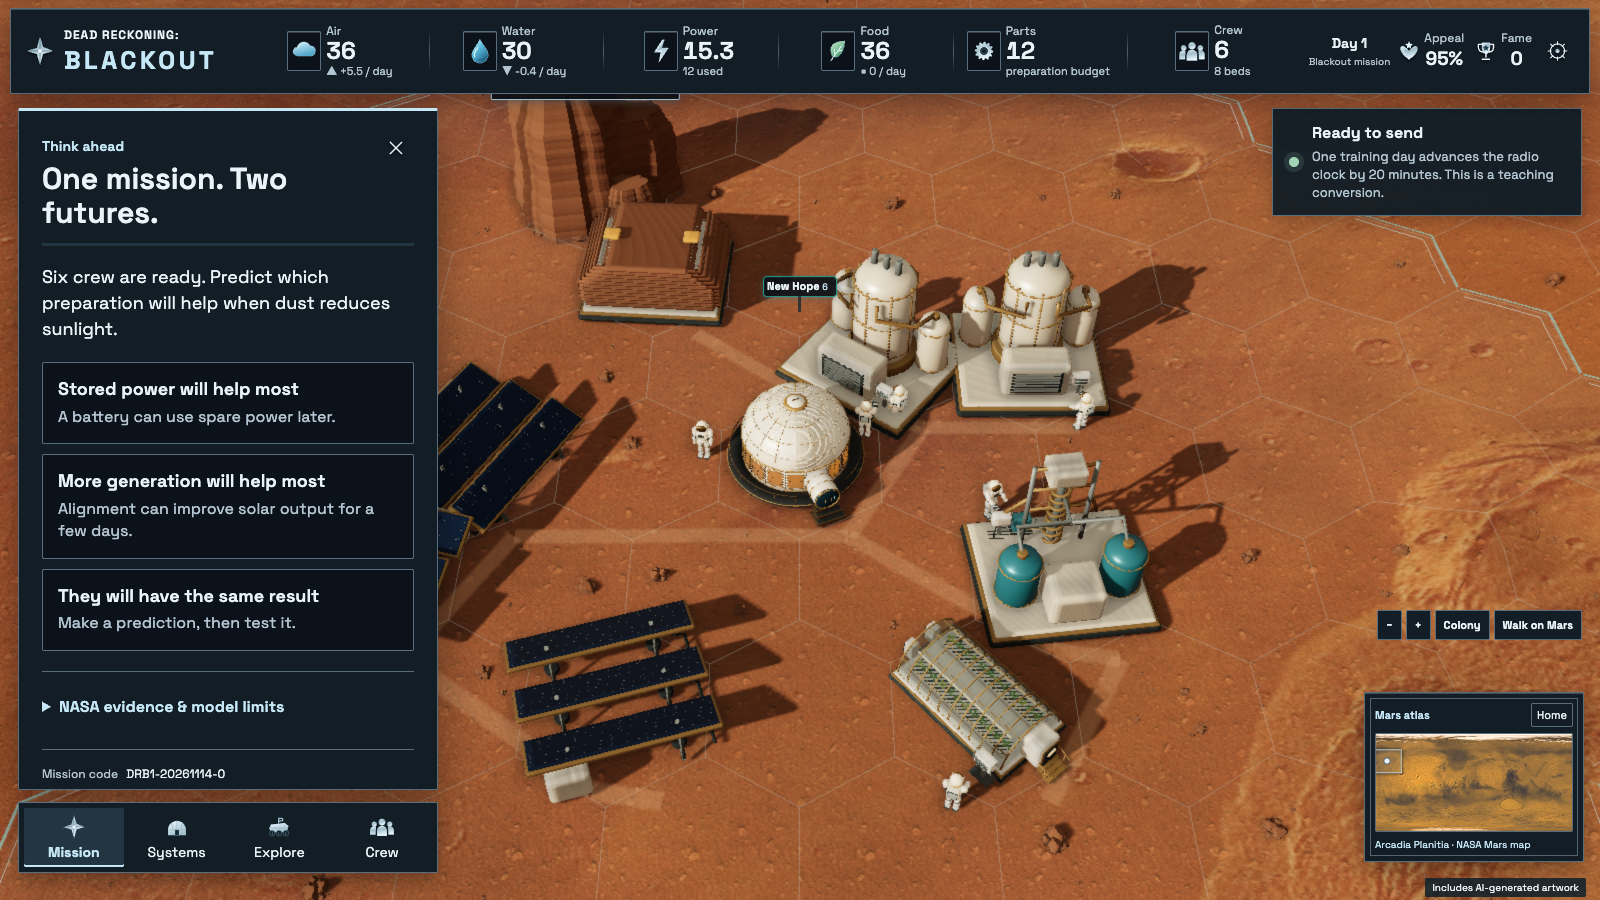 DEAD RECKONING:
BLACKOUT
Air
36
▲ +5.5 / day
Water
30
▼ -0.4 / day
Power
15.3
12 used
Food
36
▪ 0 / day
Parts
12
preparation budget
Crew
6
8 beds
Day 1
Blackout mission
Appeal
95%
Fame
0
Think ahead
One mission. Two
futures.
Six crew are ready. Predict which
preparation will help when dust reduces
sunlight.
Stored power will help most
A battery can use spare power later.
More generation will help most
Alignment can improve solar output for a
few days.
They will have the same result
Make a prediction, then test it.
▶ NASA evidence & model limits
Mission code DRB1-20261114-0
Mission
Systems
Explore
Crew
New Hope 6
Ready to send
One training day advances the radio
clock by 20 minutes. This is a teaching
conversion.
-
+
Colony
Walk on Mars
Mars atlas
Home
Arcadia Planitia · NASA Mars map
Includes AI-generated artwork